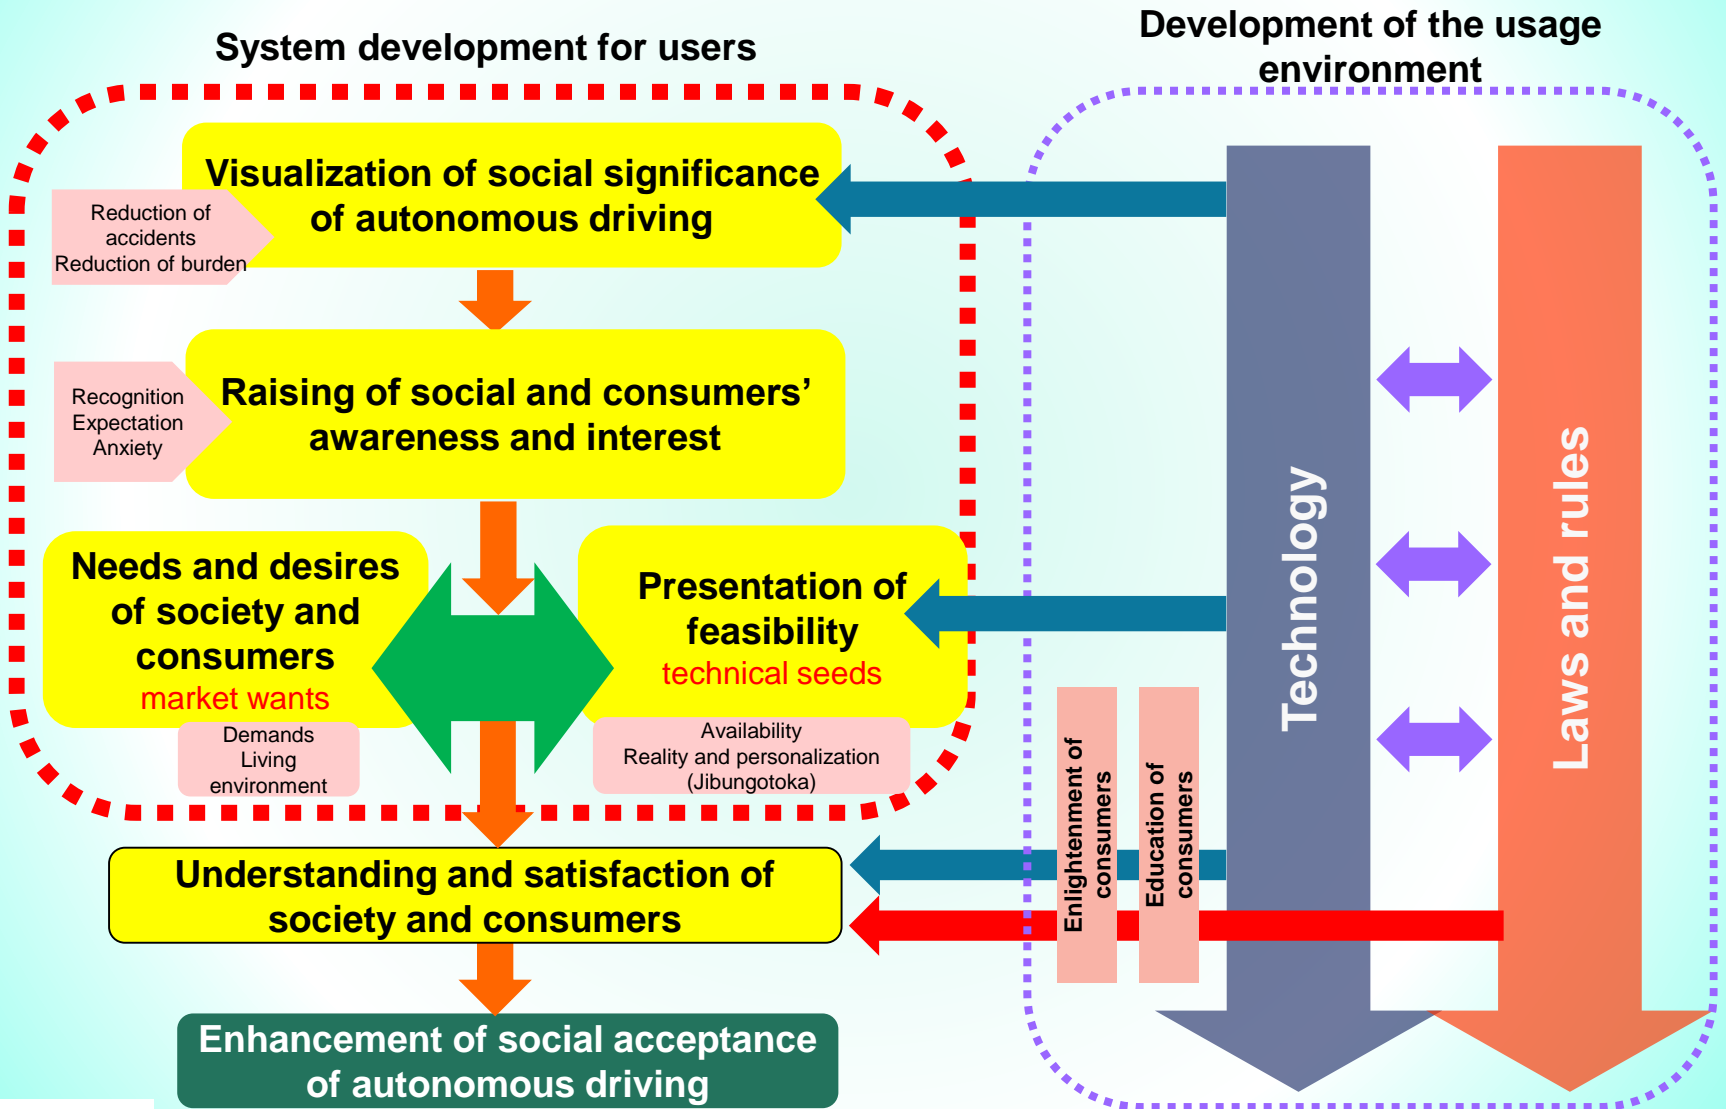 System development for users
Development of the usage
environment
Visualization of social significance
of autonomous driving
Reduction of
accidents
Reduction of burden
Raising of social and consumers’
awareness and interest
Recognition
Expectation
Anxiety
Needs and desires
of society and
consumers
market wants
Demands
Living
environment
Presentation of
feasibility
technical seeds
Availability
Reality and personalization
(Jibungotoka)
Understanding and satisfaction of
society and consumers
Enhancement of social acceptance
of autonomous driving
Enlightenment of
consumers
Education of
consumers
Technology
Laws and rules